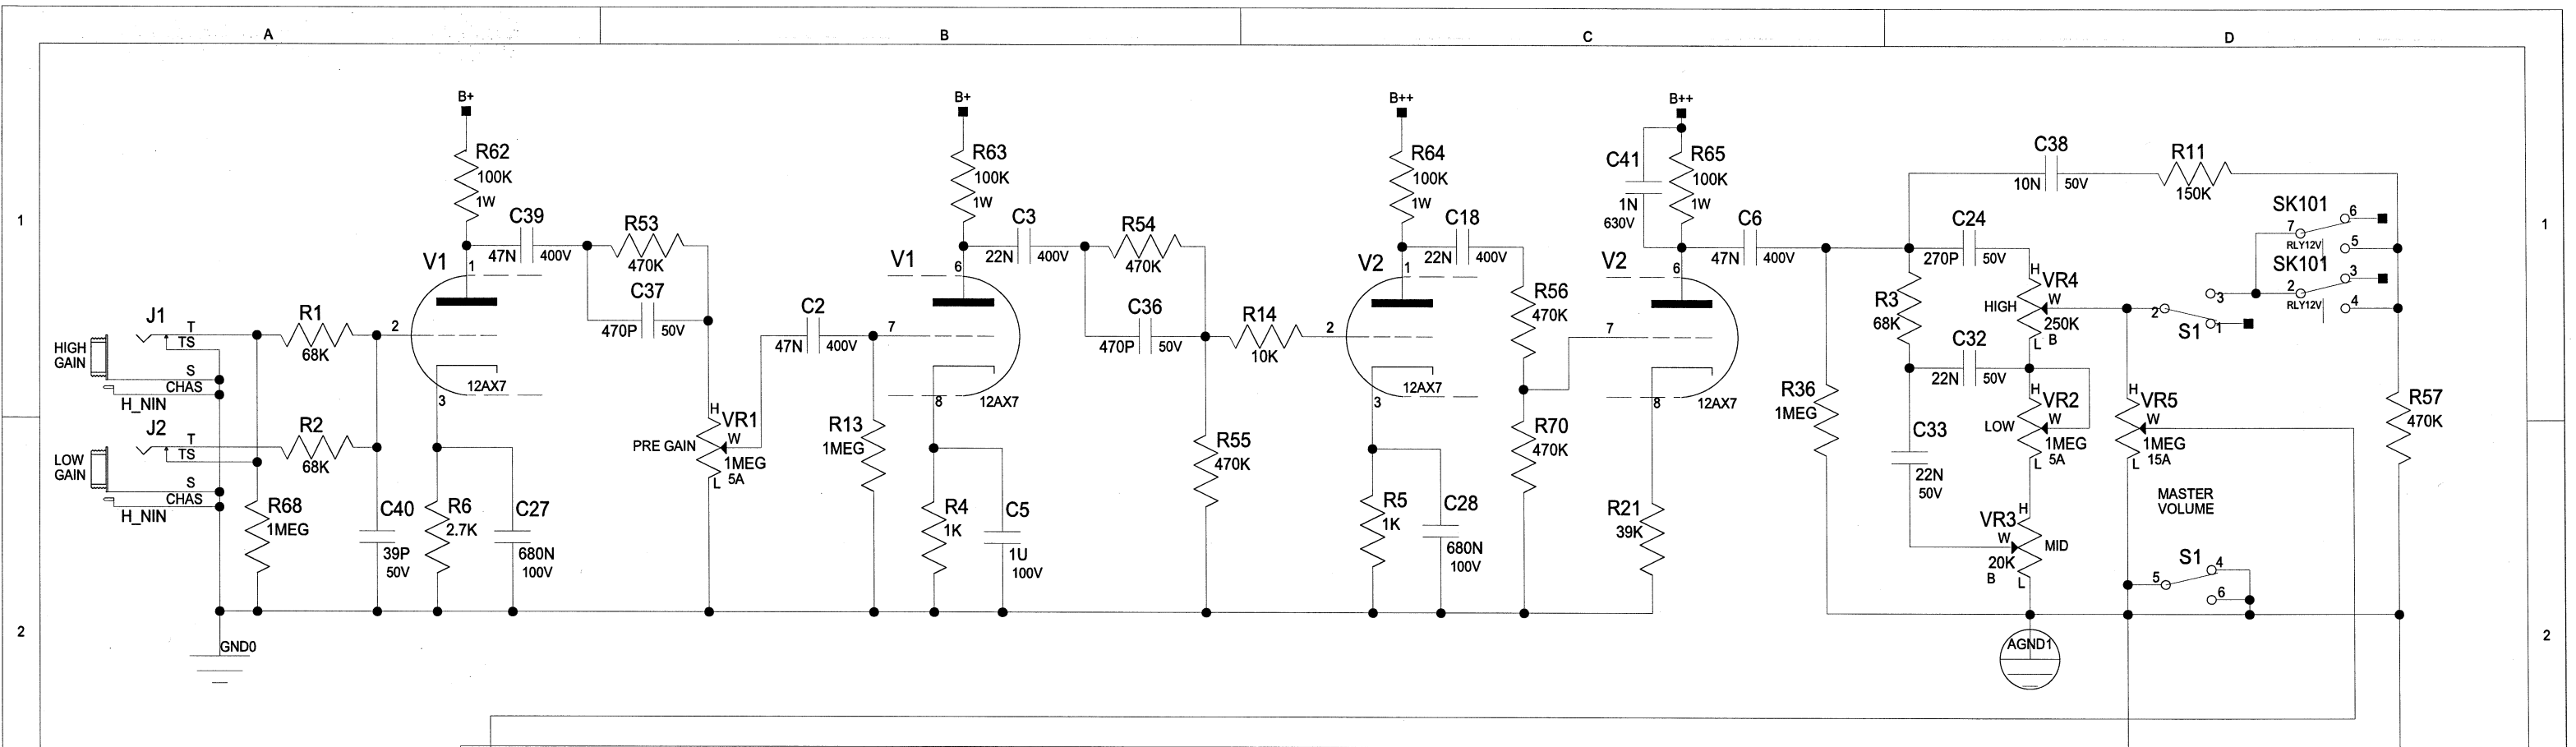 A
B
C
D
1
2
1
2
B+
R62
100K
1W
C39
47N 400V
R53
470K
C37
470P 50V
V1
1
2
3
12AX7
J1
T
TS
S
CHAS
HIGH
GAIN
H_NIN
R1
68K
J2
T
TS
S
CHAS
LOW
GAIN
H_NIN
R2
68K
R68
1MEG
C40
39P
50V
R6
2.7K
C27
680N
100V
GND0
PRE GAIN
H
VR1
W
1MEG
5A
L
C2
47N 400V
R13
1MEG
B+
R63
100K
1W
C3
22N 400V
R54
470K
C36
470P 50V
V1
6
7
8
12AX7
R4
1K
C5
1U
100V
R55
470K
R14
10K
B++
R64
100K
1W
C18
22N 400V
V2
1
2
3
12AX7
R5
1K
C28
680N
100V
R56
470K
R70
470K
B++
C41
1N
630V
R65
100K
1W
C6
47N 400V
V2
6
7
8
12AX7
R21
39K
R36
1MEG
C38
10N 50V
R11
150K
C24
270P 50V
R3
68K
C32
22N 50V
C33
22N
50V
H
VR4
W
HIGH
250K
B
L
H
VR2
W
LOW
1MEG
5A
L
H
VR3
W
MID
20K
B
L
H
VR5
W
1MEG
15A
L
MASTER
VOLUME
2
3
1
S1
SK101
7
6
RLY12V
5
SK101
2
3
RLY12V
4
R57
470K
S1
5
4
6
AGND1